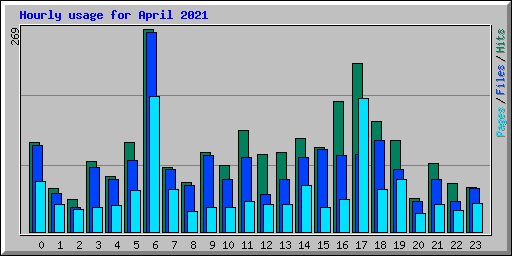 Hourly usage for April 2021
269
Pages / Files / Hits
0 1 2 3 4 5 6 7 8 9 10 11 12 13 14 15 16 17 18 19 20 21 22 23